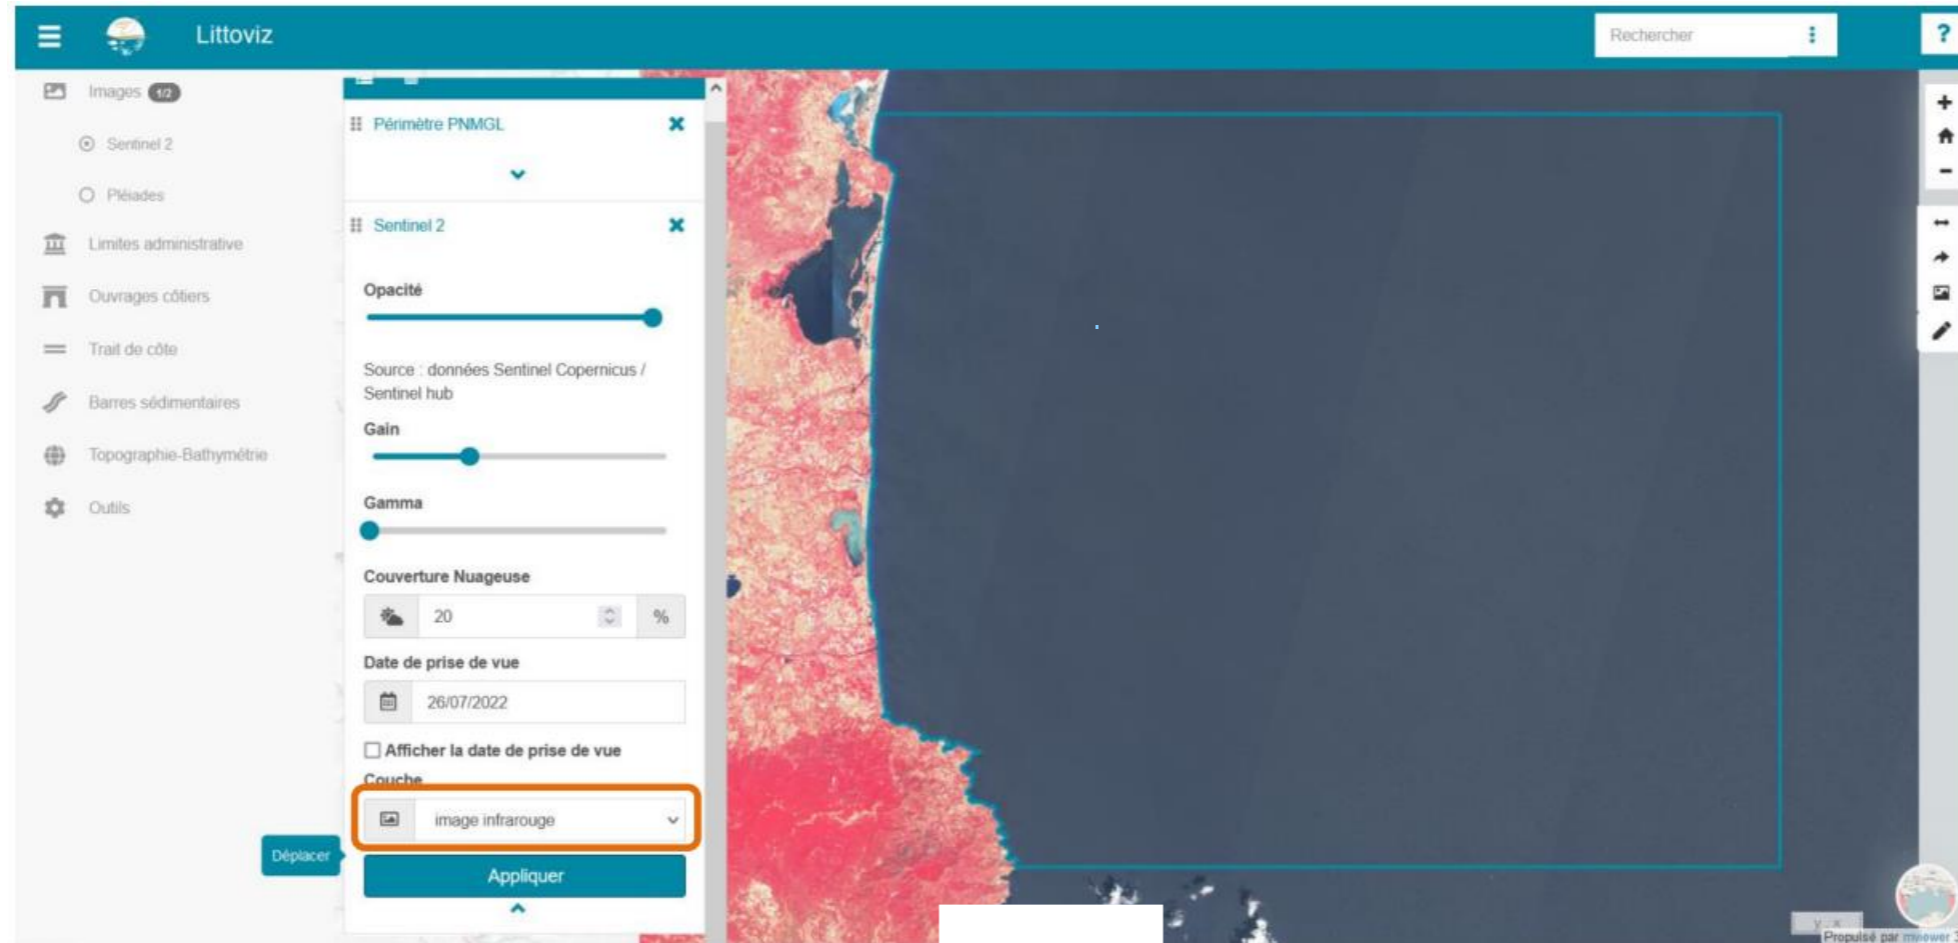 Littoviz
Rechercher
?
Images 1/2
Sentinel 2
Pléiades
Limites administrative
Ouvrages côtiers
Trait de côte
Barres sédimentaires
Topographie-Bathymétrie
Outils
Périmètre PNMGL
Sentinel 2
Opacité
Source : données Sentinel Copernicus /
Sentinel hub
Gain
Gamma
Couverture Nuageuse
20 %
Date de prise de vue
26/07/2022
Afficher la date de prise de vue
Couche
image infrarouge
Déplacer
Appliquer
Propulsé par mviewer